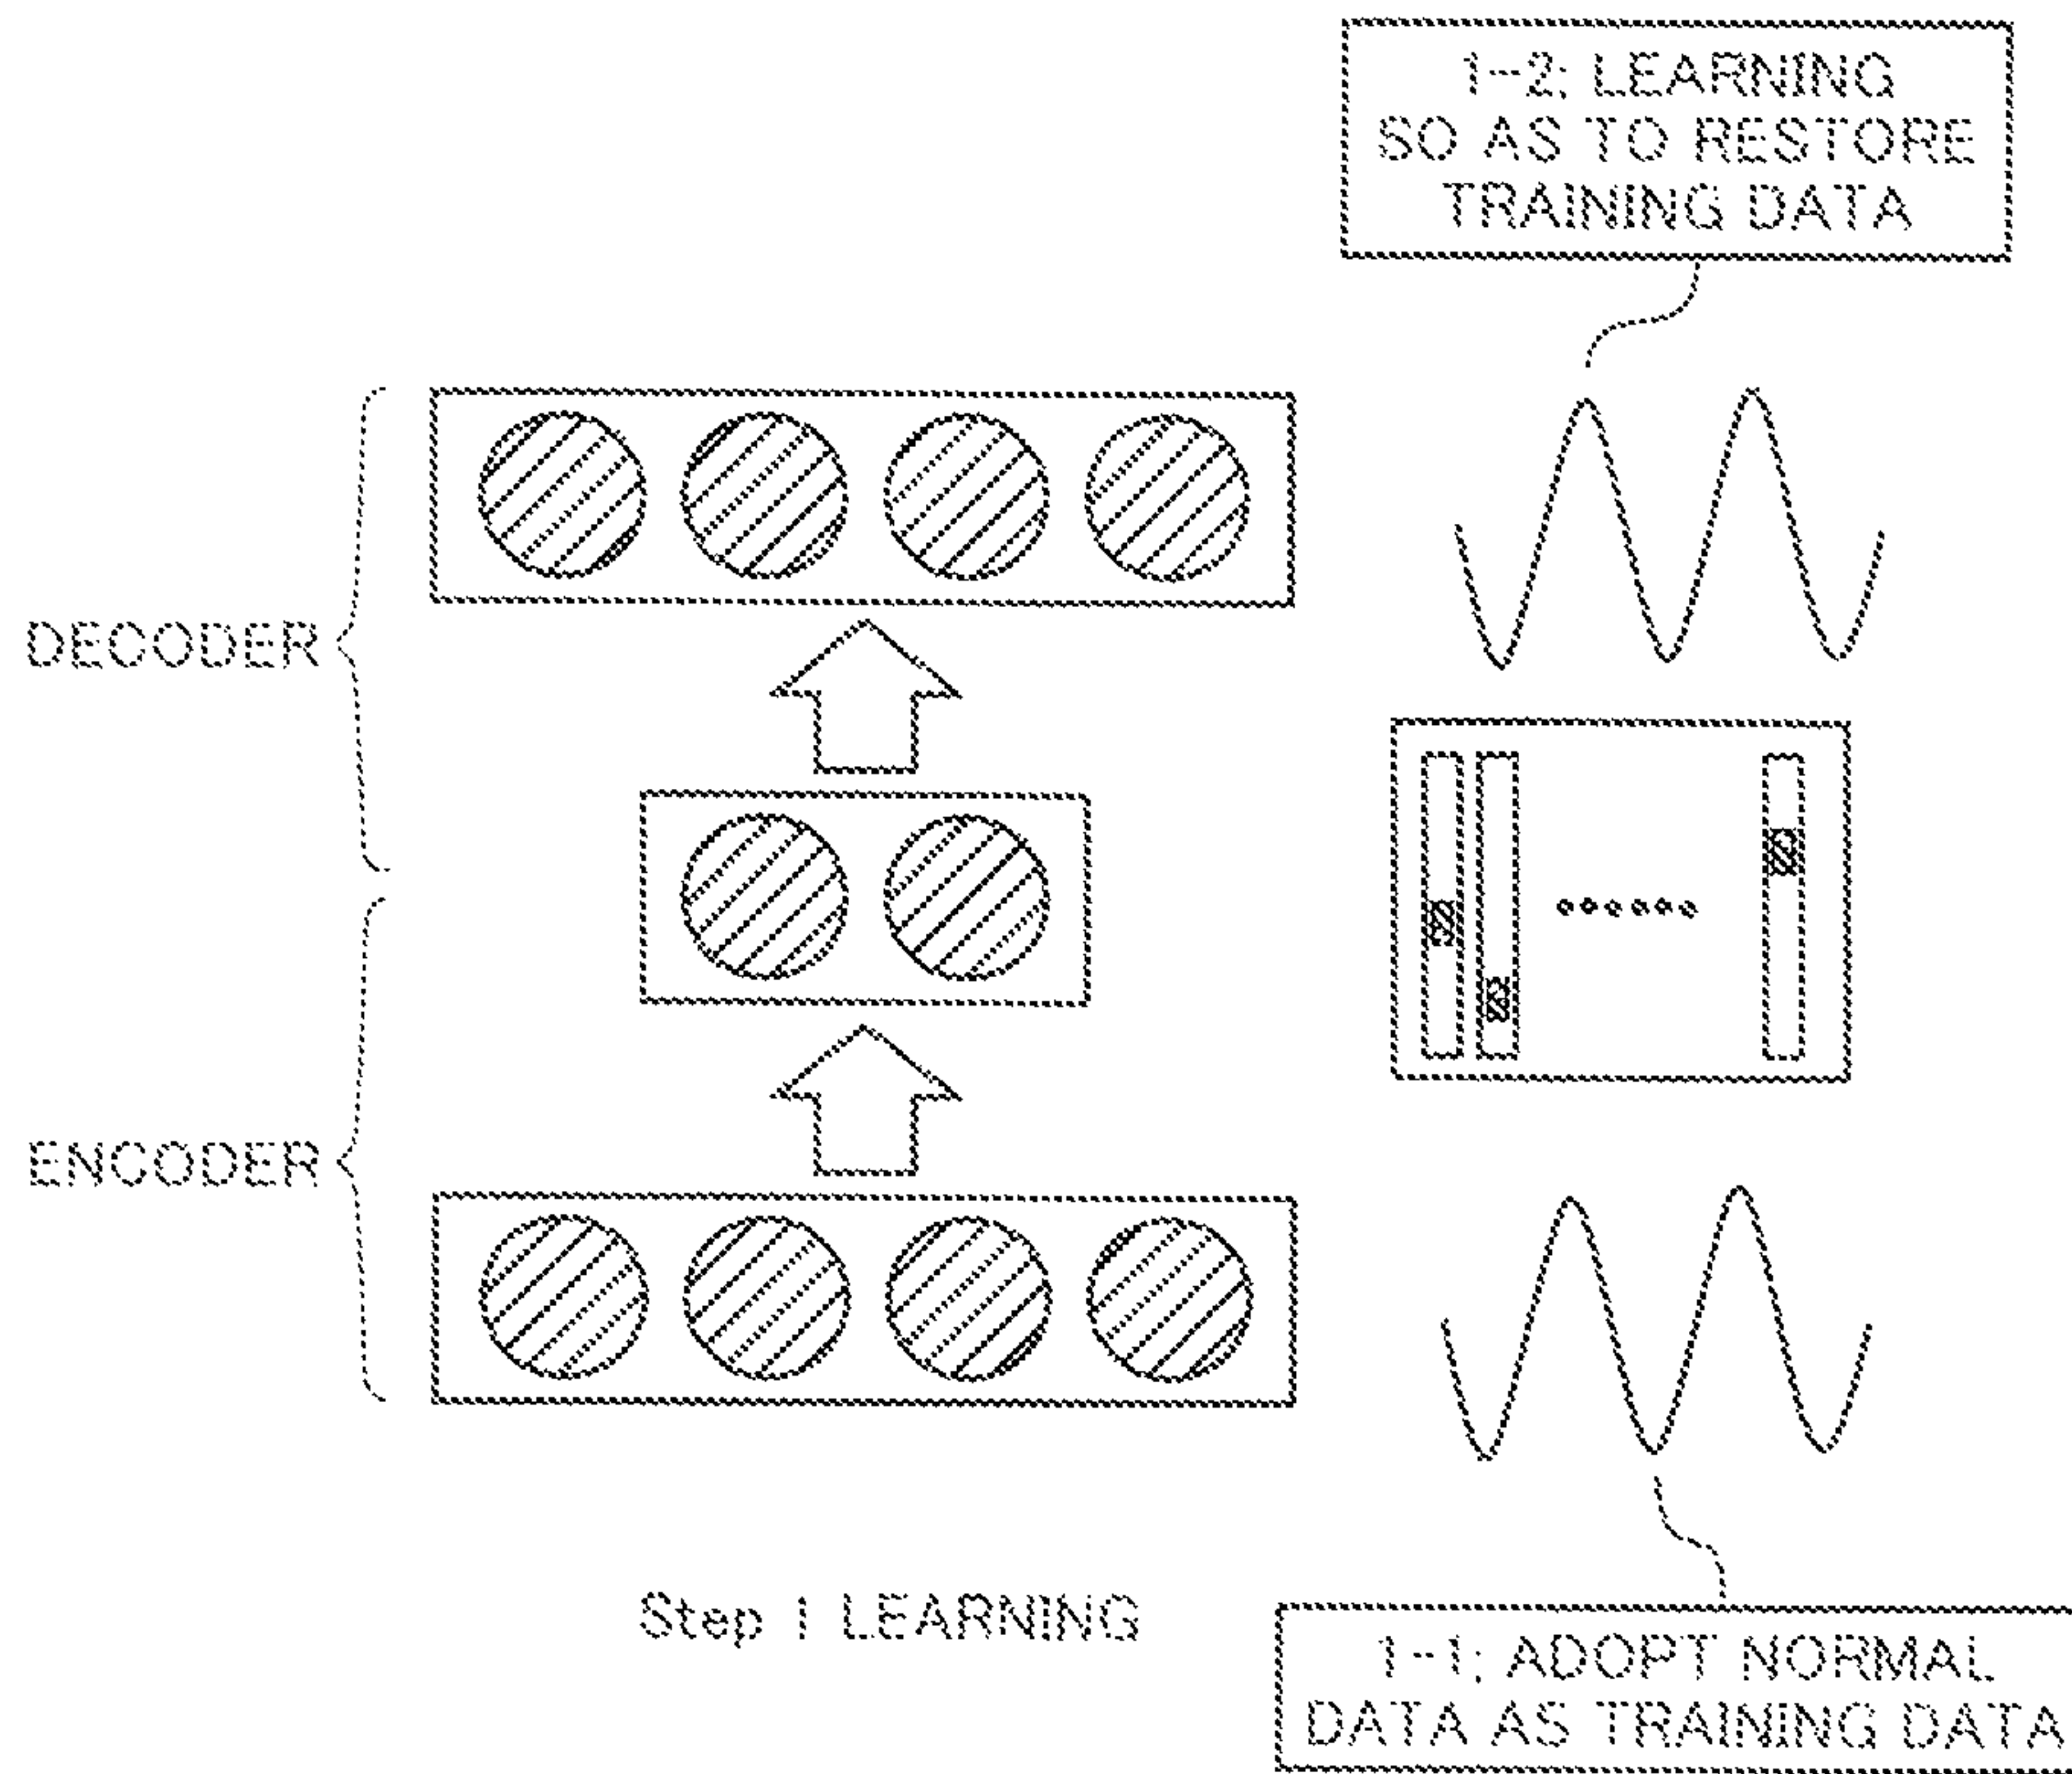 1-2; LEARNING
SO AS TO RESTORE
TRAINING DATA
DECODER
ENCODER
Step 1 LEARNING
1-1; ADOPT NORMAL
DATA AS TRAINING DATA